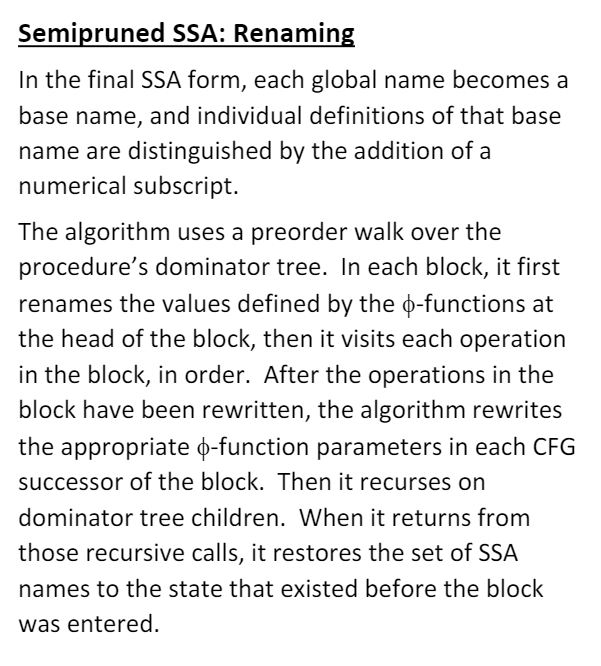 Semipruned SSA: Renaming
In the final SSA form, each global name becomes a
base name, and individual definitions of that base
name are distinguished by the addition of a
numerical subscript.
The algorithm uses a preorder walk over the
procedure’s dominator tree.  In each block, it first
renames the values defined by the ϕ-functions at
the head of the block, then it visits each operation
in the block, in order.  After the operations in the
block have been rewritten, the algorithm rewrites
the appropriate ϕ-function parameters in each CFG
successor of the block.  Then it recurses on
dominator tree children.  When it returns from
those recursive calls, it restores the set of SSA
names to the state that existed before the block
was entered.